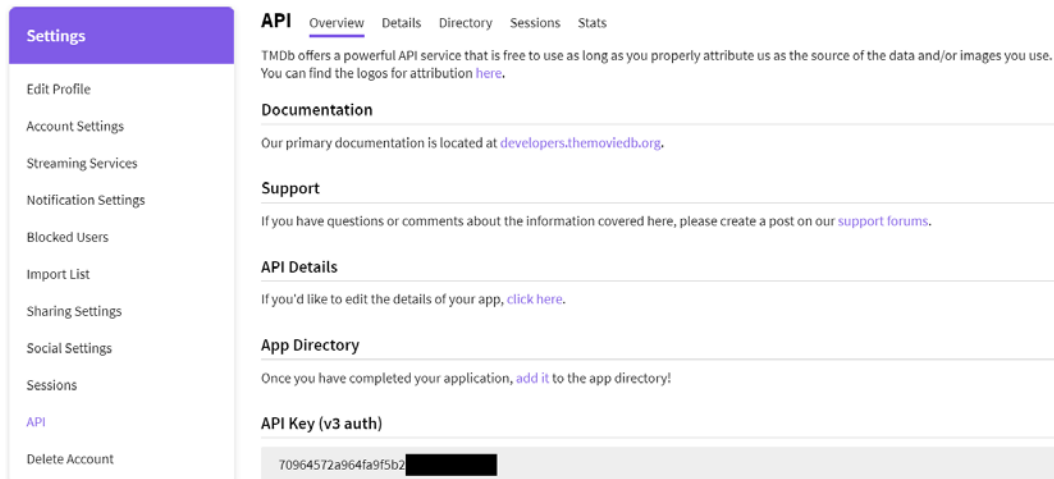 Settings
Edit Profile
Account Settings
Streaming Services
Notification Settings
Blocked Users
Import List
Sharing Settings
Social Settings
Sessions
API
Delete Account
API Overview Details Directory Sessions Stats
TMDb offers a powerful API service that is free to use as long as you properly attribute us as the source of the data and/or images you use.
You can find the logos for attribution here.
Documentation
Our primary documentation is located at developers.themoviedb.org.
Support
If you have questions or comments about the information covered here, please create a post on our support forums.
API Details
If you'd like to edit the details of your app, click here.
App Directory
Once you have completed your application, add it to the app directory!
API Key (v3 auth)
70964572a964fa9f5b2